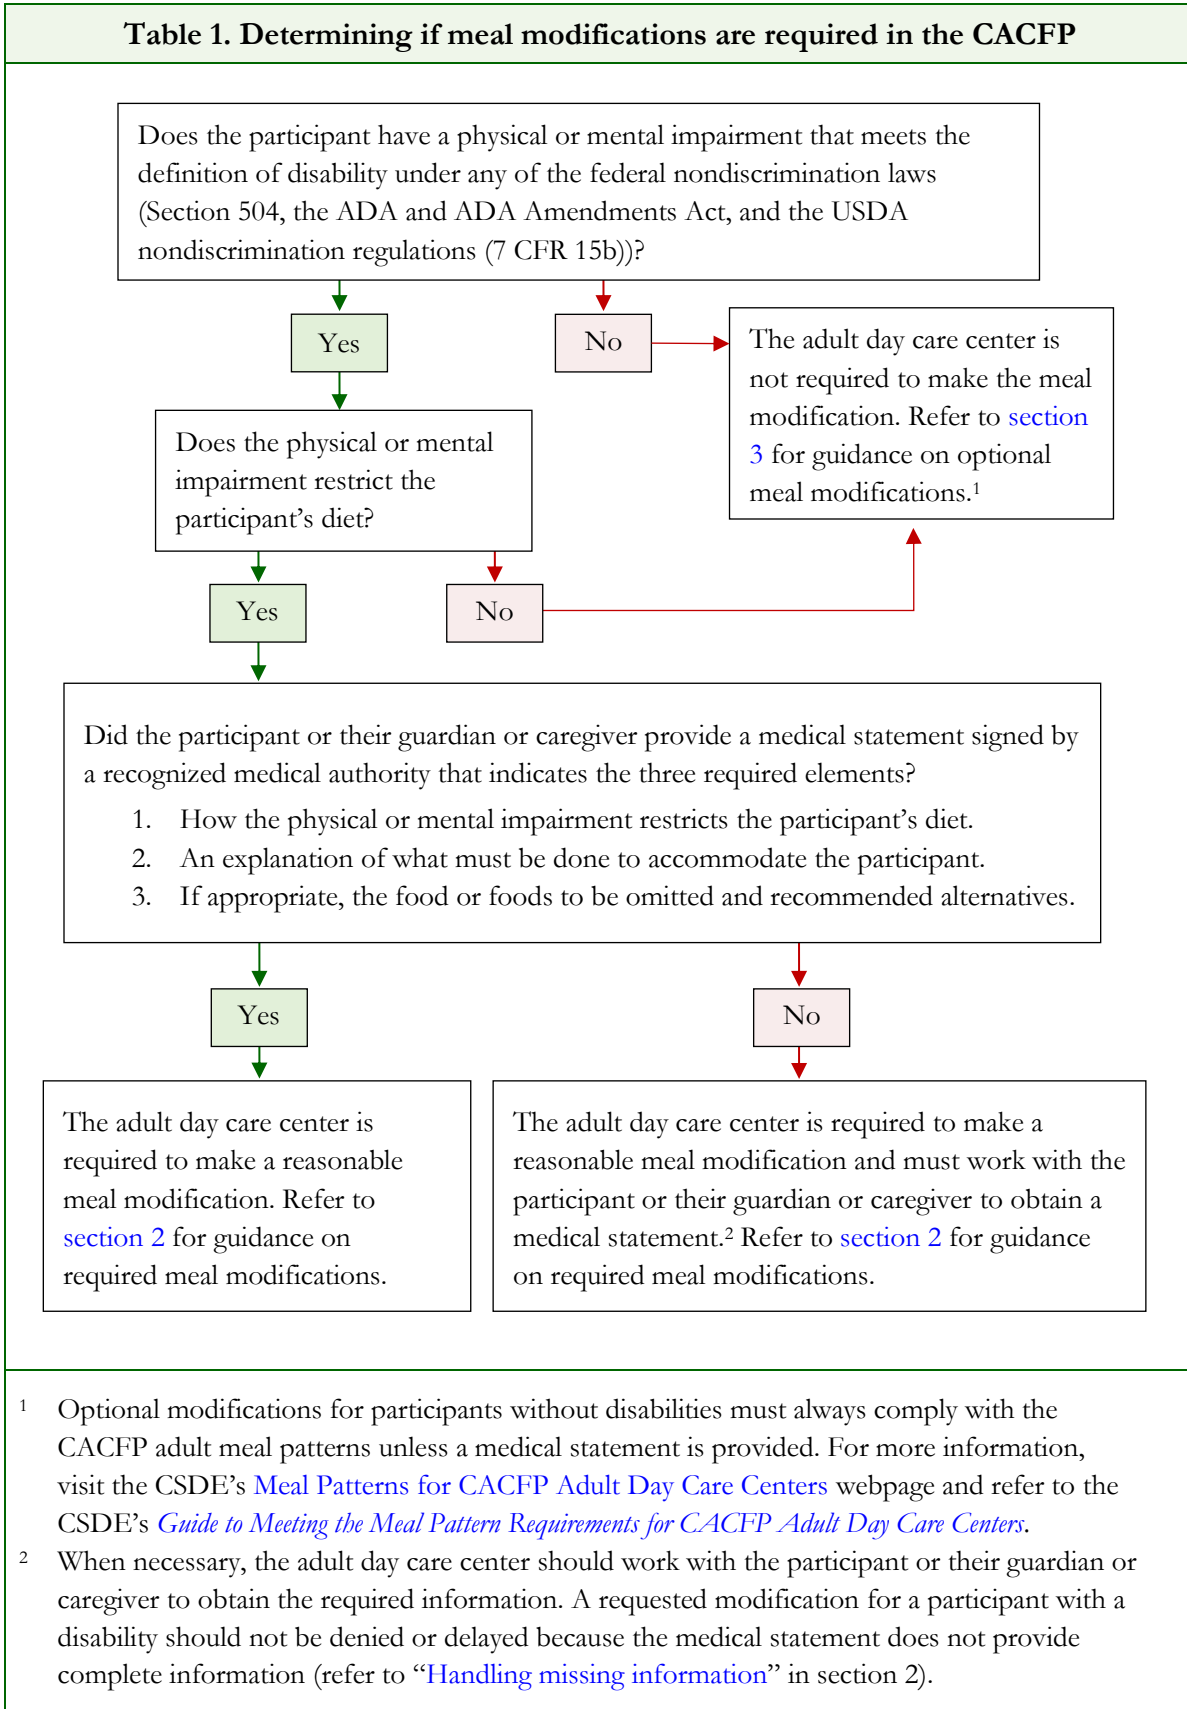 Table 1. Determining if meal modifications are required in the CACFP
Does the participant have a physical or mental impairment that meets the
definition of disability under any of the federal nondiscrimination laws
(Section 504, the ADA and ADA Amendments Act, and the USDA
nondiscrimination regulations (7 CFR 15b))?
Yes
No
The adult day care center is
not required to make the meal
modification. Refer to section
3 for guidance on optional
meal modifications.¹
Does the physical or mental
impairment restrict the
participant’s diet?
Yes
No
Did the participant or their guardian or caregiver provide a medical statement signed by
a recognized medical authority that indicates the three required elements?
1. How the physical or mental impairment restricts the participant’s diet.
2. An explanation of what must be done to accommodate the participant.
3. If appropriate, the food or foods to be omitted and recommended alternatives.
Yes
No
The adult day care center is
required to make a reasonable
meal modification. Refer to
section 2 for guidance on
required meal modifications.
The adult day care center is required to make a
reasonable meal modification and must work with the
participant or their guardian or caregiver to obtain a
medical statement.² Refer to section 2 for guidance
on required meal modifications.
¹ Optional modifications for participants without disabilities must always comply with the
CACFP adult meal patterns unless a medical statement is provided. For more information,
visit the CSDE’s Meal Patterns for CACFP Adult Day Care Centers webpage and refer to the
CSDE’s Guide to Meeting the Meal Pattern Requirements for CACFP Adult Day Care Centers.
² When necessary, the adult day care center should work with the participant or their guardian or
caregiver to obtain the required information. A requested modification for a participant with a
disability should not be denied or delayed because the medical statement does not provide
complete information (refer to “Handling missing information” in section 2).